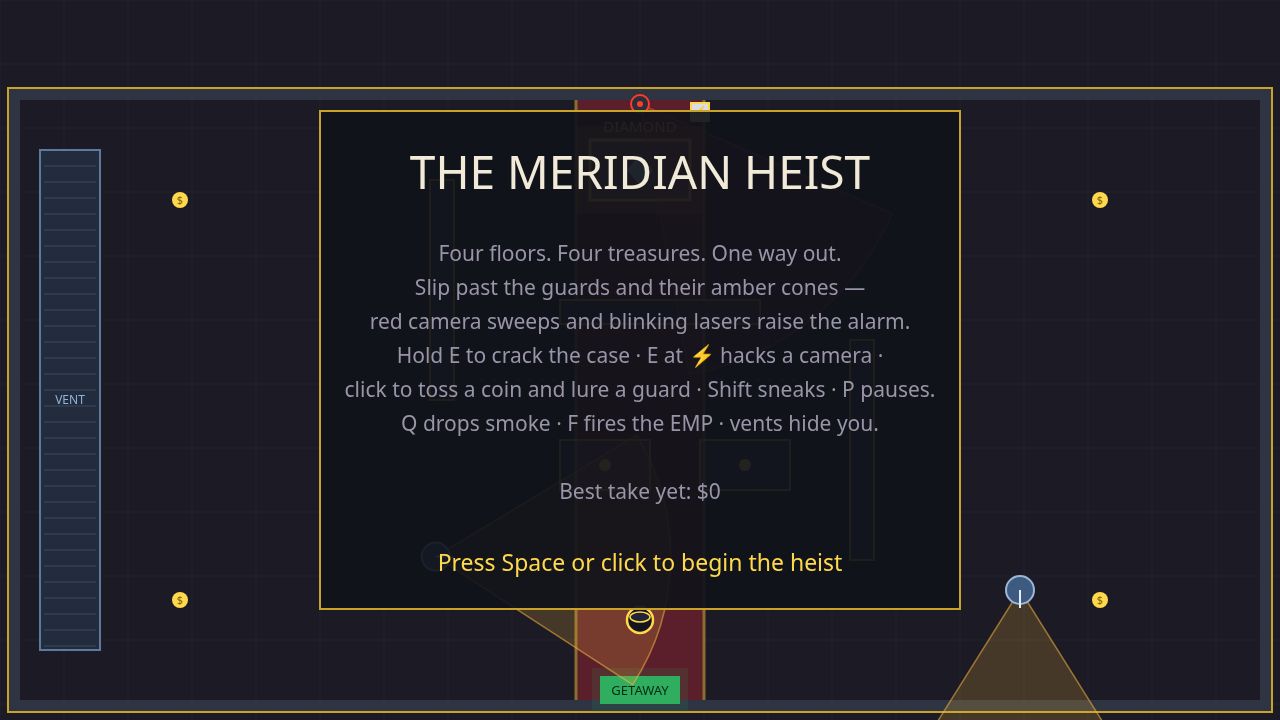 DIAMOND
THE MERIDIAN HEIST
$
$
Four floors. Four treasures. One way out.
Slip past the guards and their amber cones —
red camera sweeps and blinking lasers raise the alarm.
Hold E to crack the case · E at ⚡ hacks a camera ·
click to toss a coin and lure a guard · Shift sneaks · P pauses.
VENT
Q drops smoke · F fires the EMP · vents hide you.
Best take yet: $0
Press Space or click to begin the heist
$
$
GETAWAY